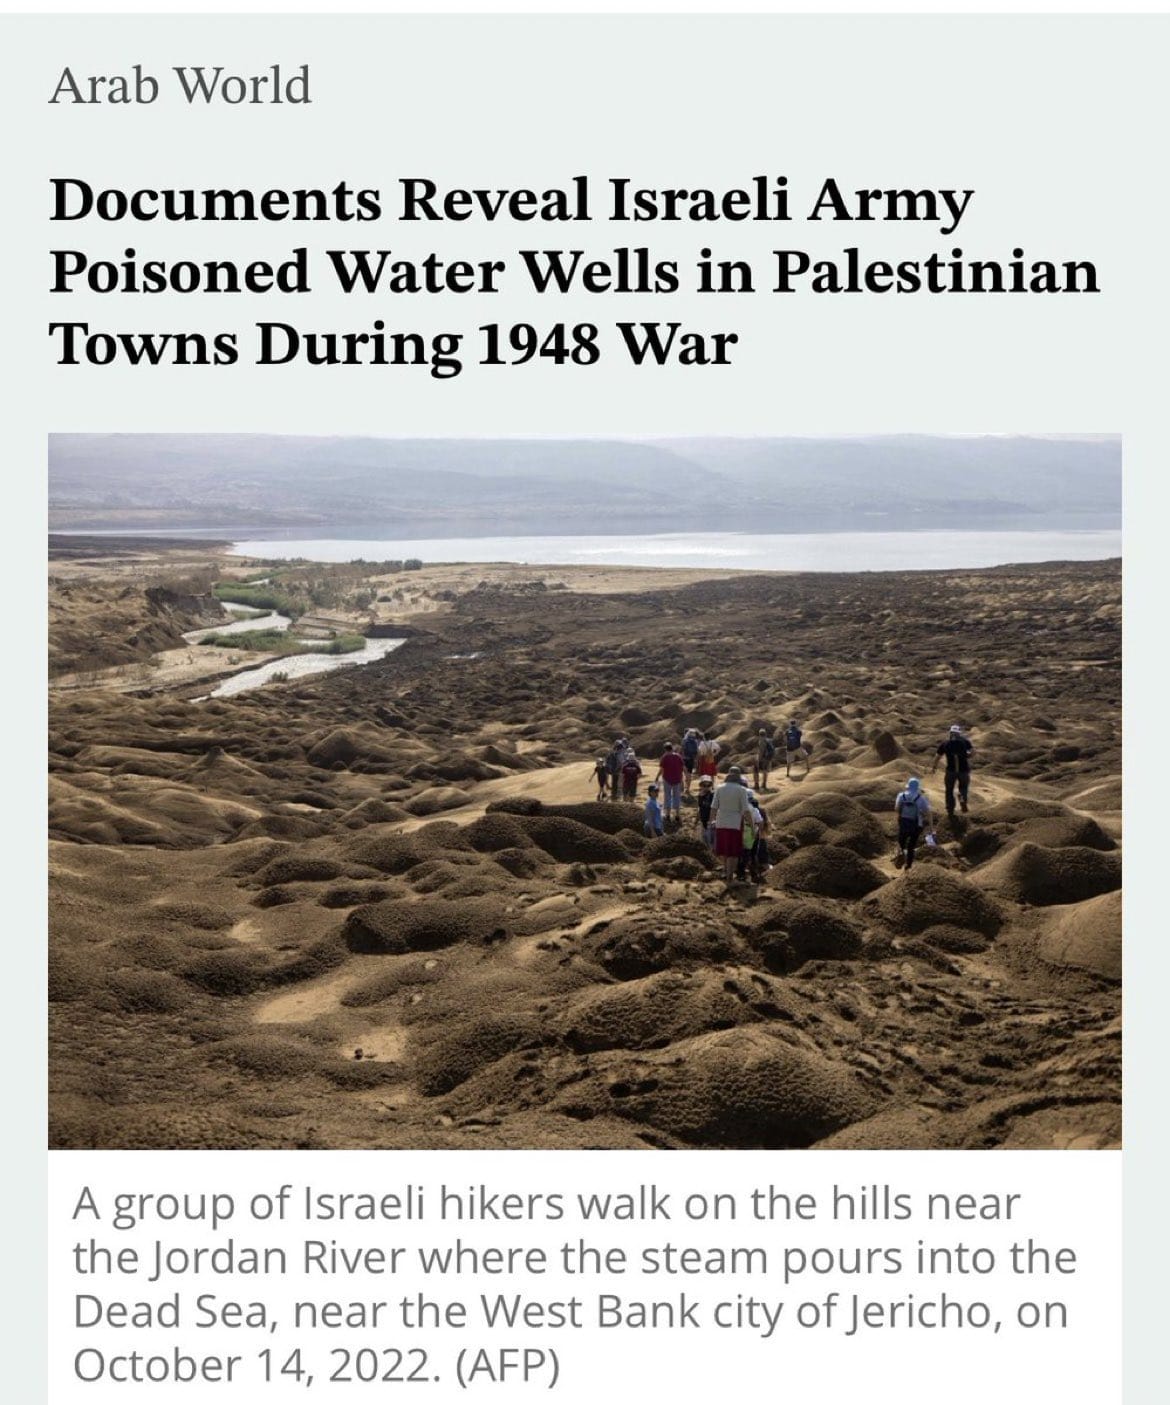 Arab World
Documents Reveal Israeli Army
Poisoned Water Wells in Palestinian
Towns During 1948 War
A group of Israeli hikers walk on the hills near
the Jordan River where the steam pours into the
Dead Sea, near the West Bank city of Jericho, on
October 14, 2022. (AFP)